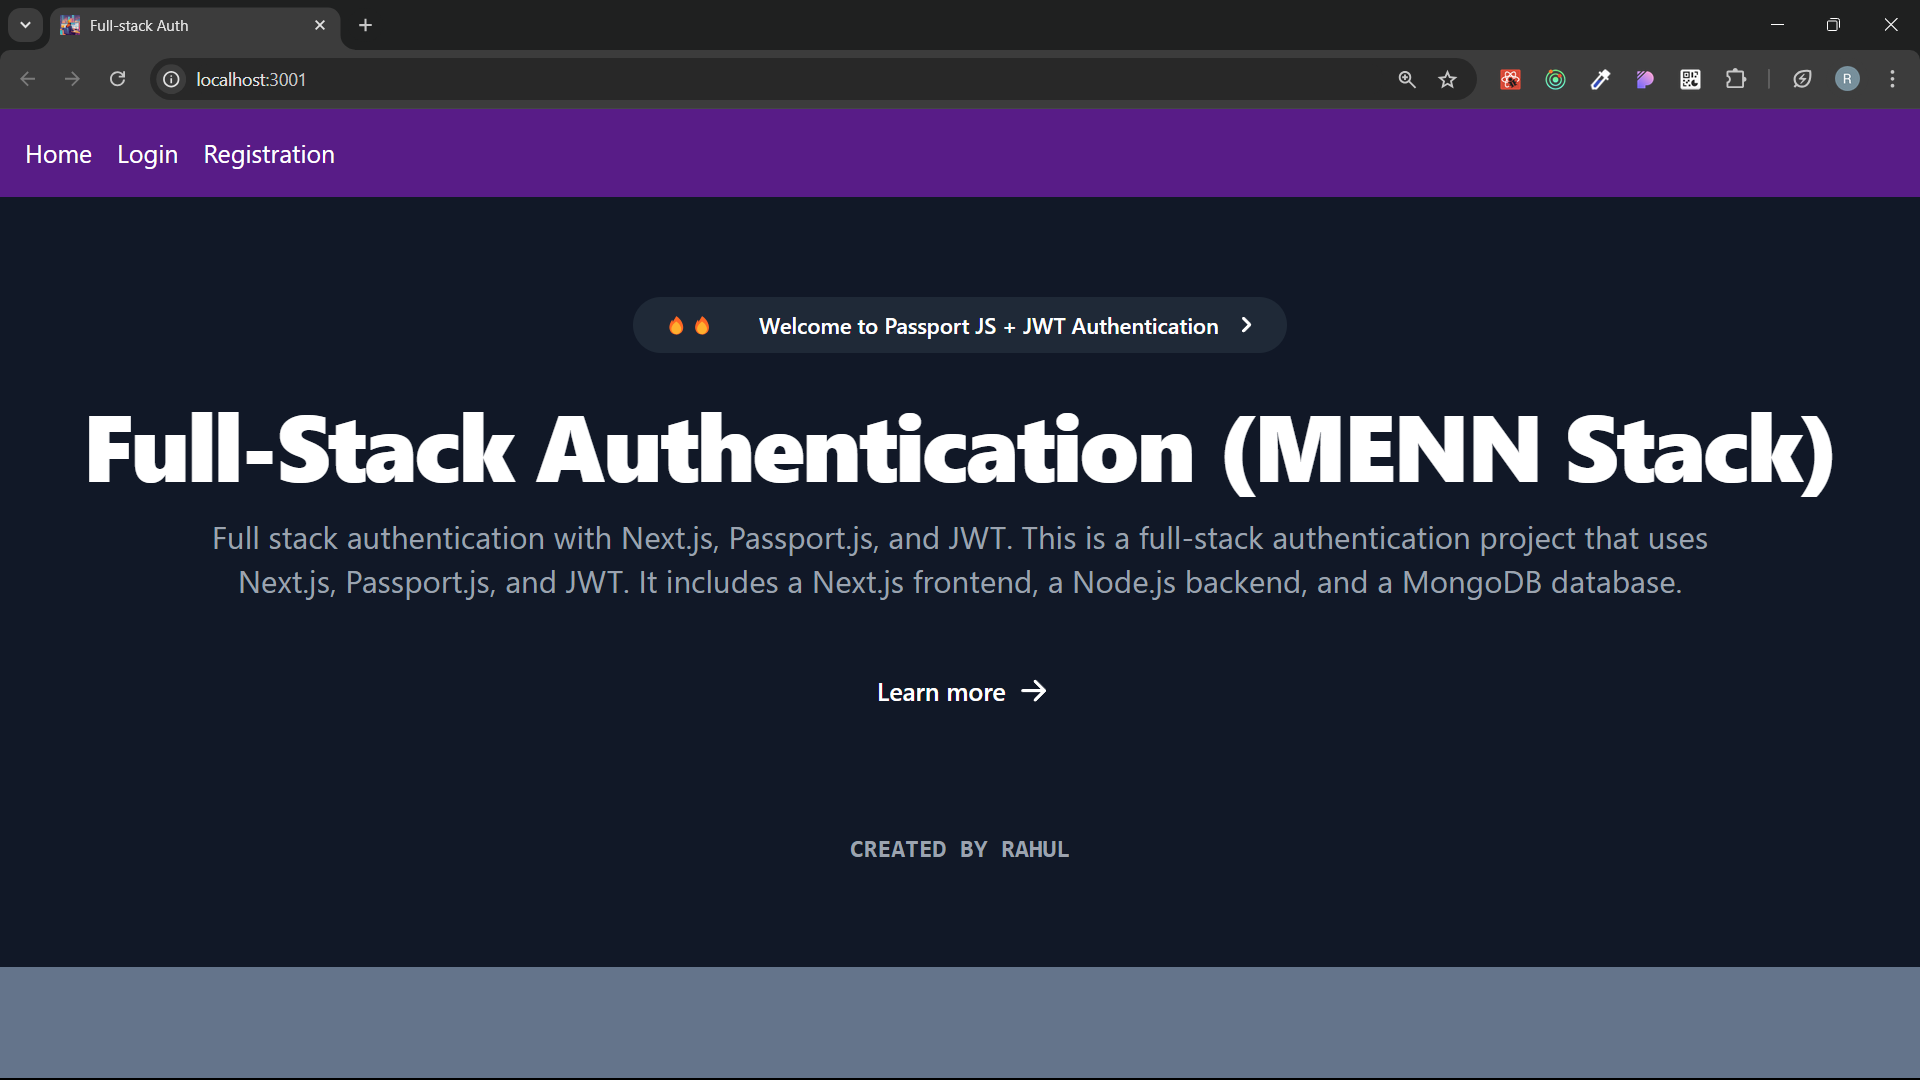 Full-stack Auth
localhost:3001
R
Home Login Registration
Welcome to Passport JS + JWT Authentication
Full-Stack Authentication (MENN Stack)
Full stack authentication with Next.js, Passport.js, and JWT. This is a full-stack authentication project that uses
Next.js, Passport.js, and JWT. It includes a Next.js frontend, a Node.js backend, and a MongoDB database.
Learn more
CREATED BY RAHUL